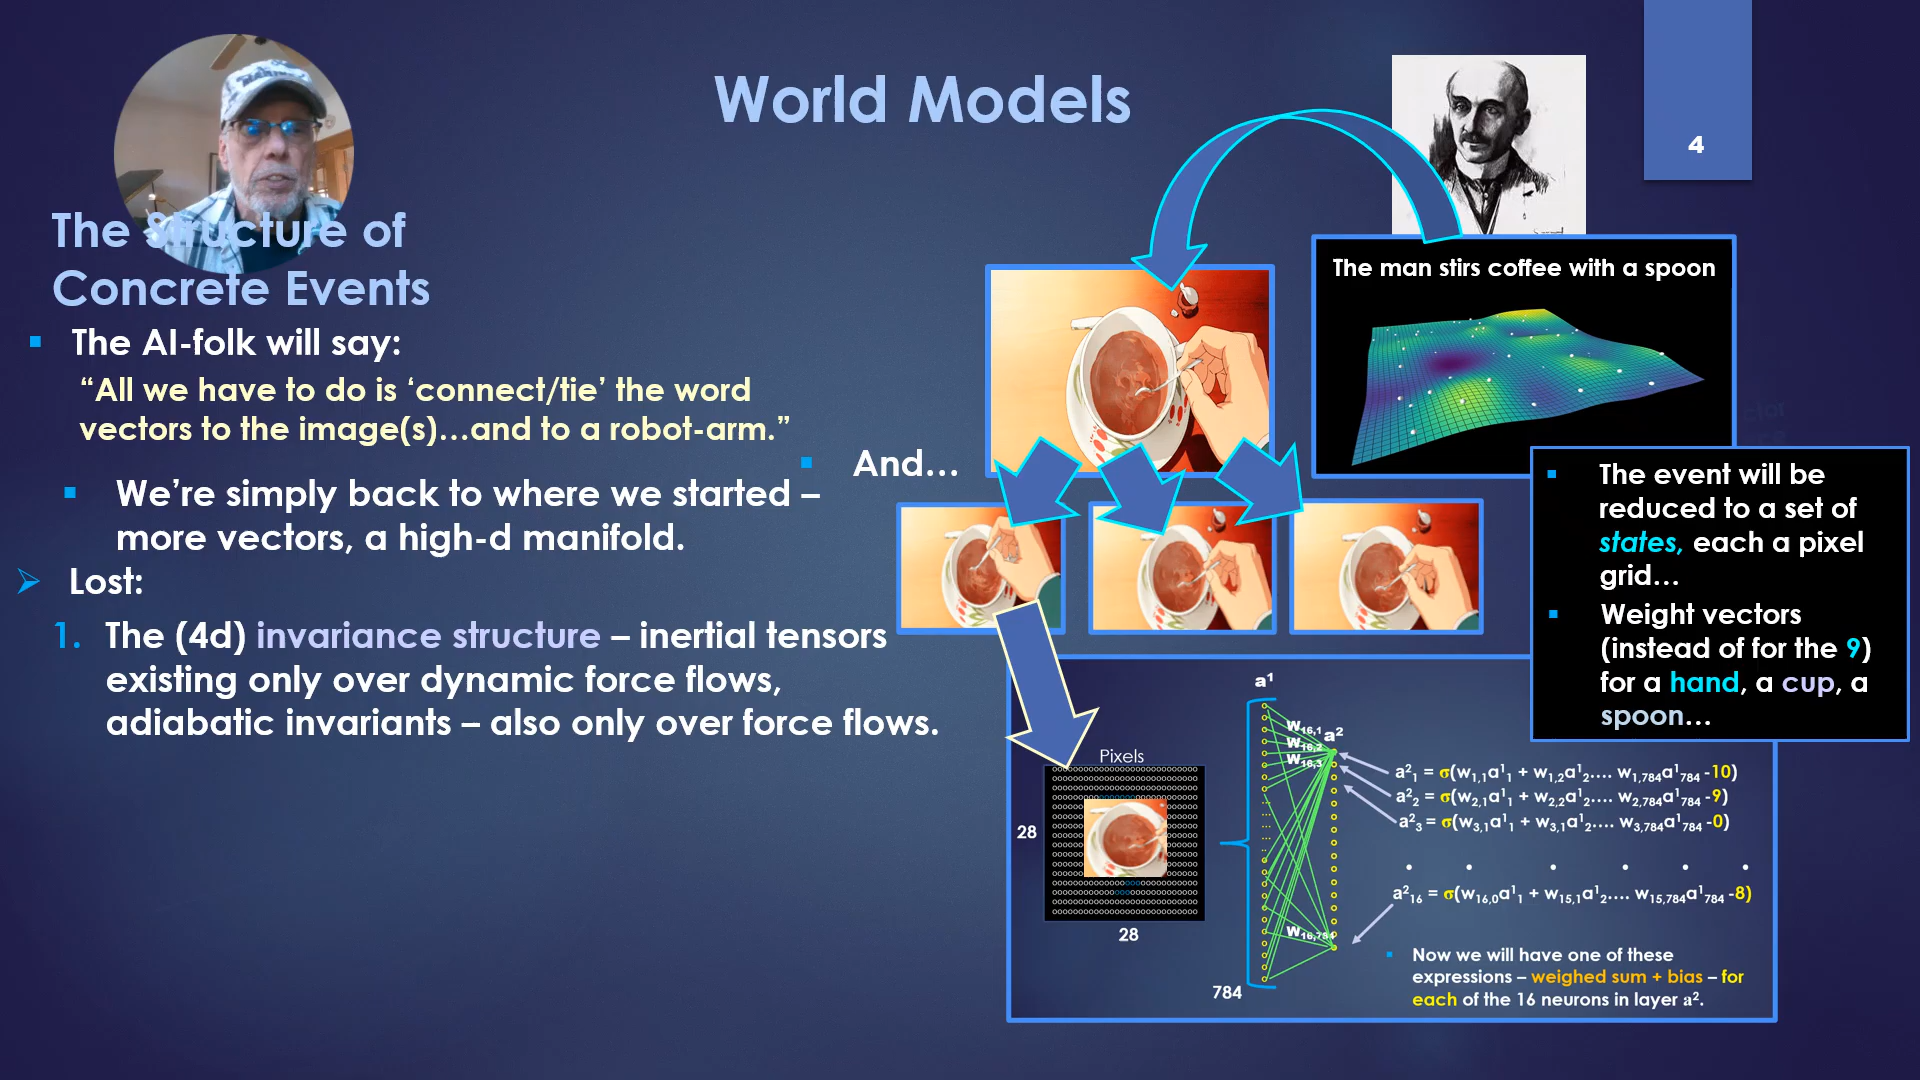 World Models
4
The Structure of
Concrete Events
The AI-folk will say:
“All we have to do is ‘connect/tie’ the word
vectors to the image(s)…and to a robot-arm.”
And…
We’re simply back to where we started –
more vectors, a high-d manifold.
Lost:
1. The (4d) invariance structure – inertial tensors
existing only over dynamic force flows,
adiabatic invariants – also only over force flows.
The man stirs coffee with a spoon
The event will be
reduced to a set of
states, each a pixel
grid…
Weight vectors
(instead of for the 9)
for a hand, a cup, a
spoon…
a¹
W₁₆,₁
a²
W₁₆,₂
W₁₆,₃
Pixels
28
28
784
W₁₆,₇₈₄
a²₁ = σ(w₁,₁a¹₁ + w₁,₂a¹₂…. w₁,₇₈₄a¹₇₈₄ -10)
a²₂ = σ(w₂,₁a¹₁ + w₂,₂a¹₂…. w₂,₇₈₄a¹₇₈₄ -9)
a²₃ = σ(w₃,₁a¹₁ + w₃,₁a¹₂…. w₃,₇₈₄a¹₇₈₄ -0)
a²₁₆ = σ(w₁₆,₀a¹₁ + w₁₅,₁a¹₂…. w₁₅,₇₈₄a¹₇₈₄ -8)
Now we will have one of these
expressions – weighed sum + bias – for
each of the 16 neurons in layer a².